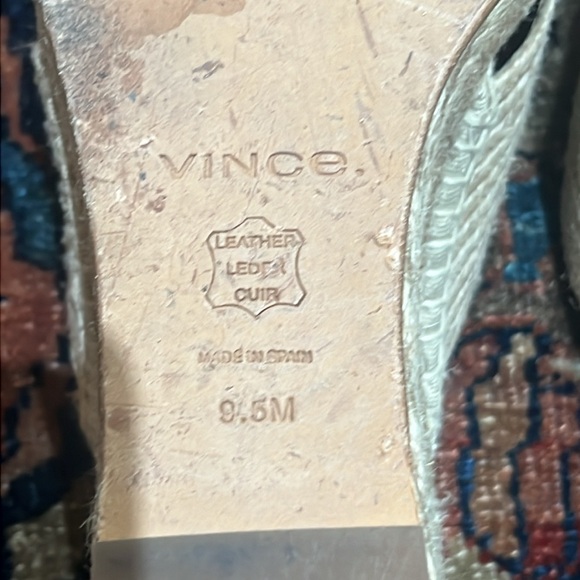 VINCe.
LEATHER
LEDER
CUIR
MADE IN SPAIN
9.5M